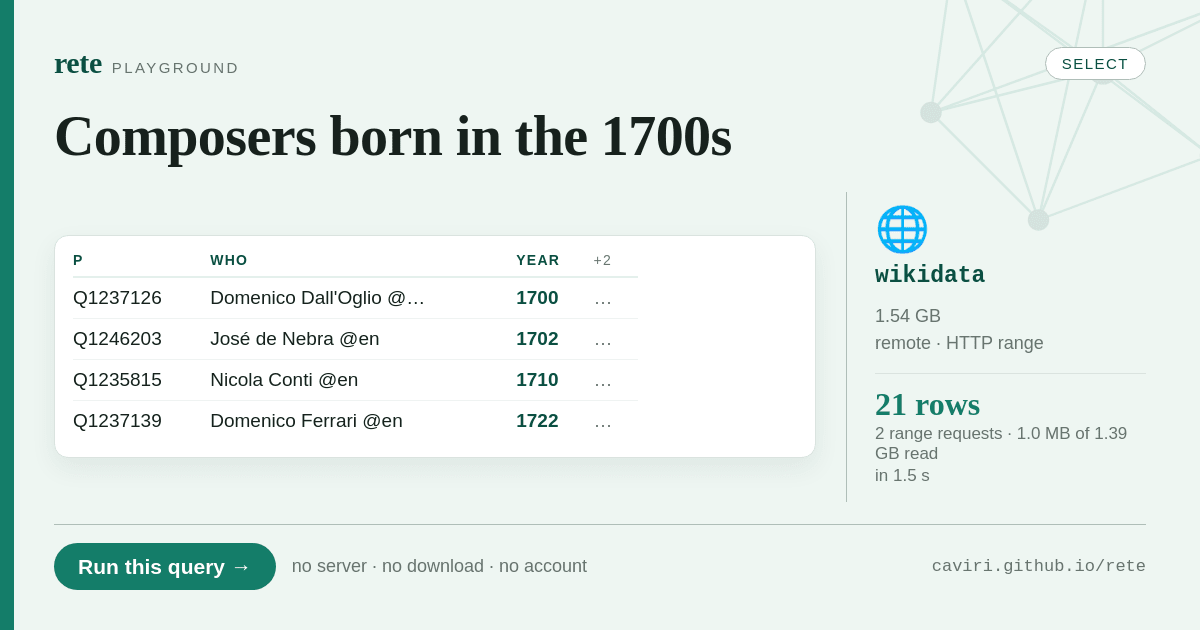 rete PLAYGROUND
SELECT
Composers born in the 1700s
P WHO YEAR +2
Q1237126 Domenico Dall'Oglio @… 1700 …
Q1246203 José de Nebra @en 1702 …
Q1235815 Nicola Conti @en 1710 …
Q1237139 Domenico Ferrari @en 1722 …
wikidata
1.54 GB
remote · HTTP range
21 rows
2 range requests · 1.0 MB of 1.39
GB read
in 1.5 s
Run this query →
no server · no download · no account
caviri.github.io/rete